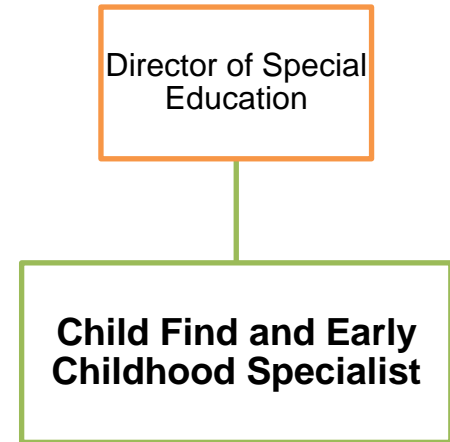 Director of Special
Education
Child Find and Early
Childhood Specialist